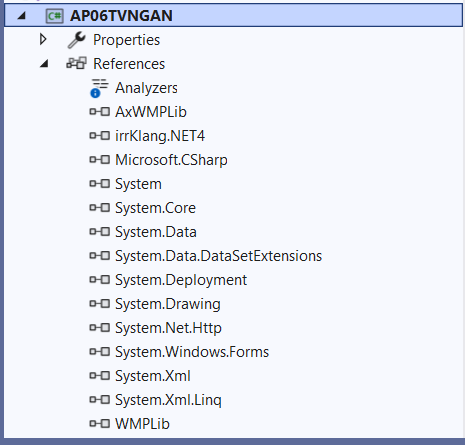 C# AP06TVNGAN
Properties
References
Analyzers
AxWMPLib
irrKlang.NET4
Microsoft.CSharp
System
System.Core
System.Data
System.Data.DataSetExtensions
System.Deployment
System.Drawing
System.Net.Http
System.Windows.Forms
System.Xml
System.Xml.Linq
WMPLib